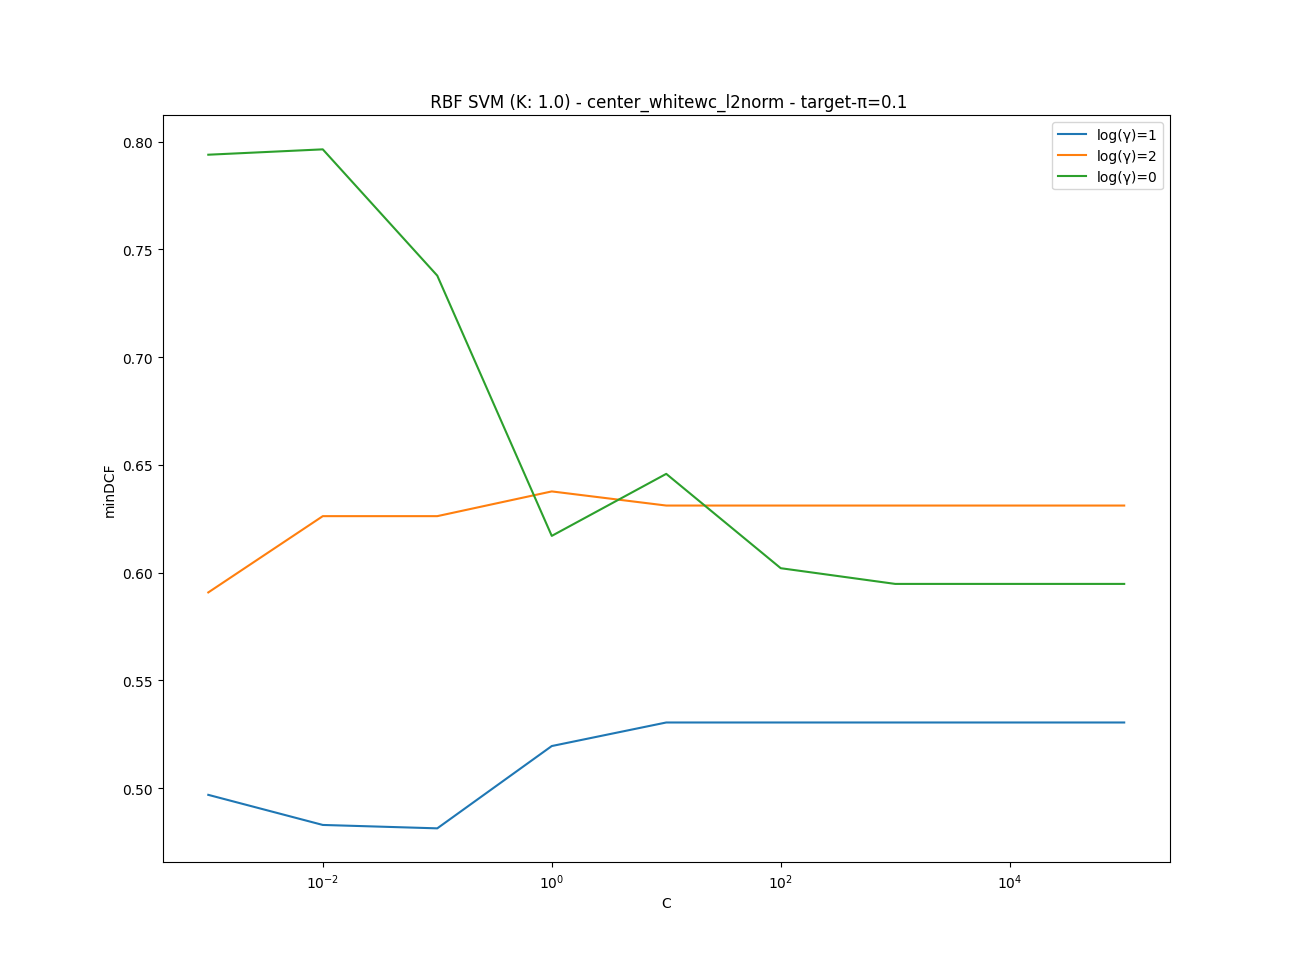 RBF SVM (K: 1.0) - center_whitewc_l2norm - target-π=0.1
log(γ)=1
log(γ)=2
log(γ)=0
0.80
0.75
0.70
0.65
0.60
0.55
0.50
minDCF
10⁻² 10⁰ 10² 10⁴
C